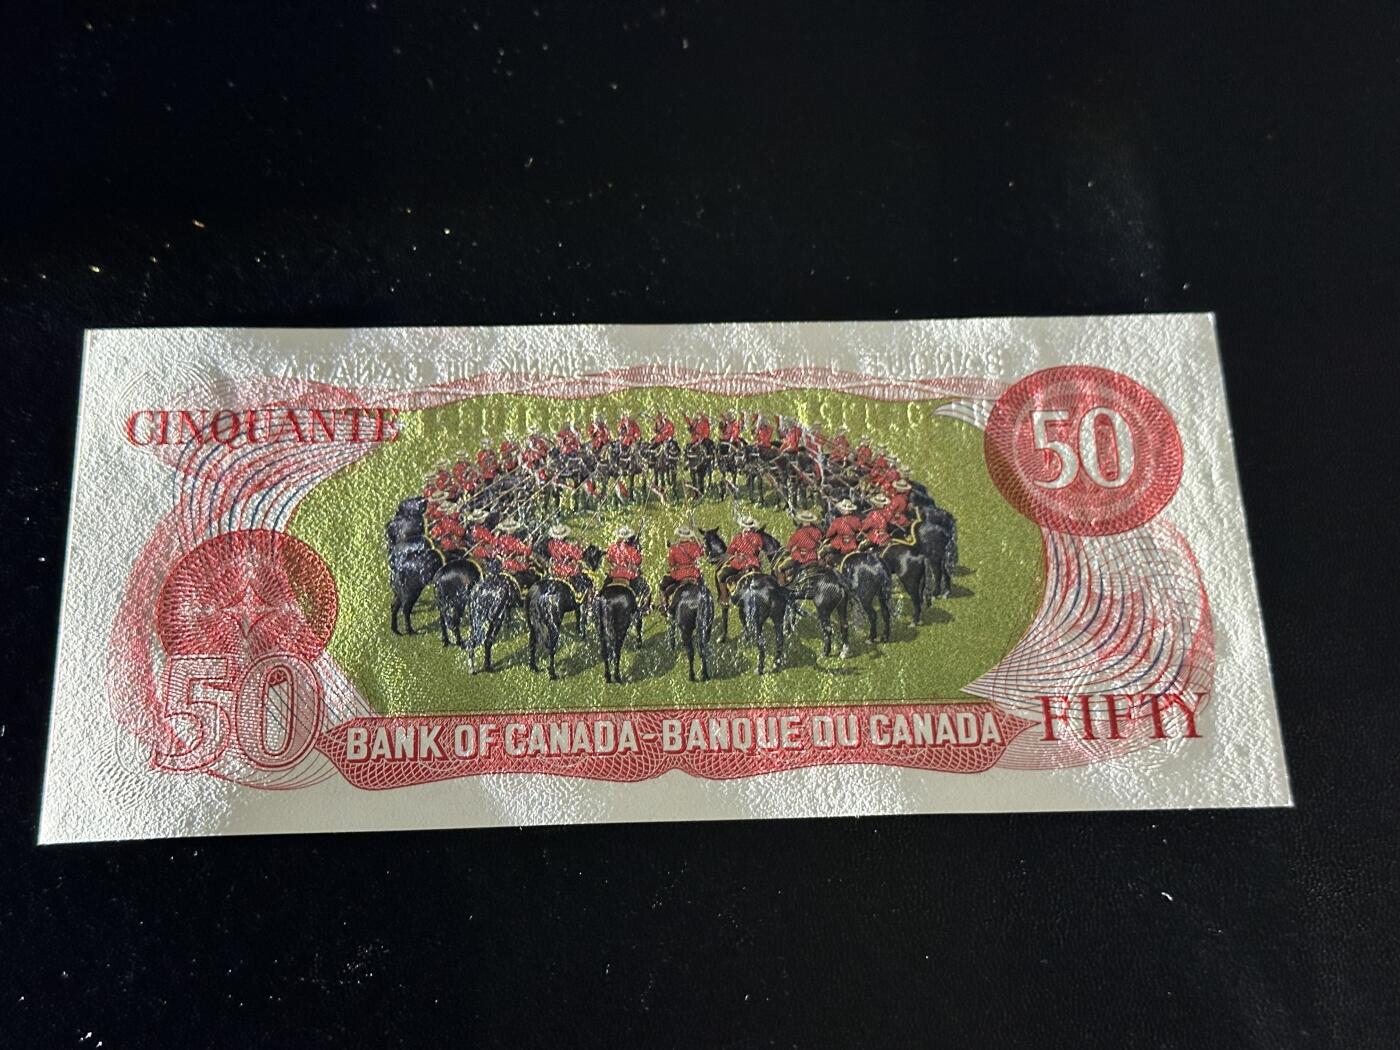 CINQUANTE
50
50
BANK OF CANADA-BANQUE DU CANADA
FIFTY